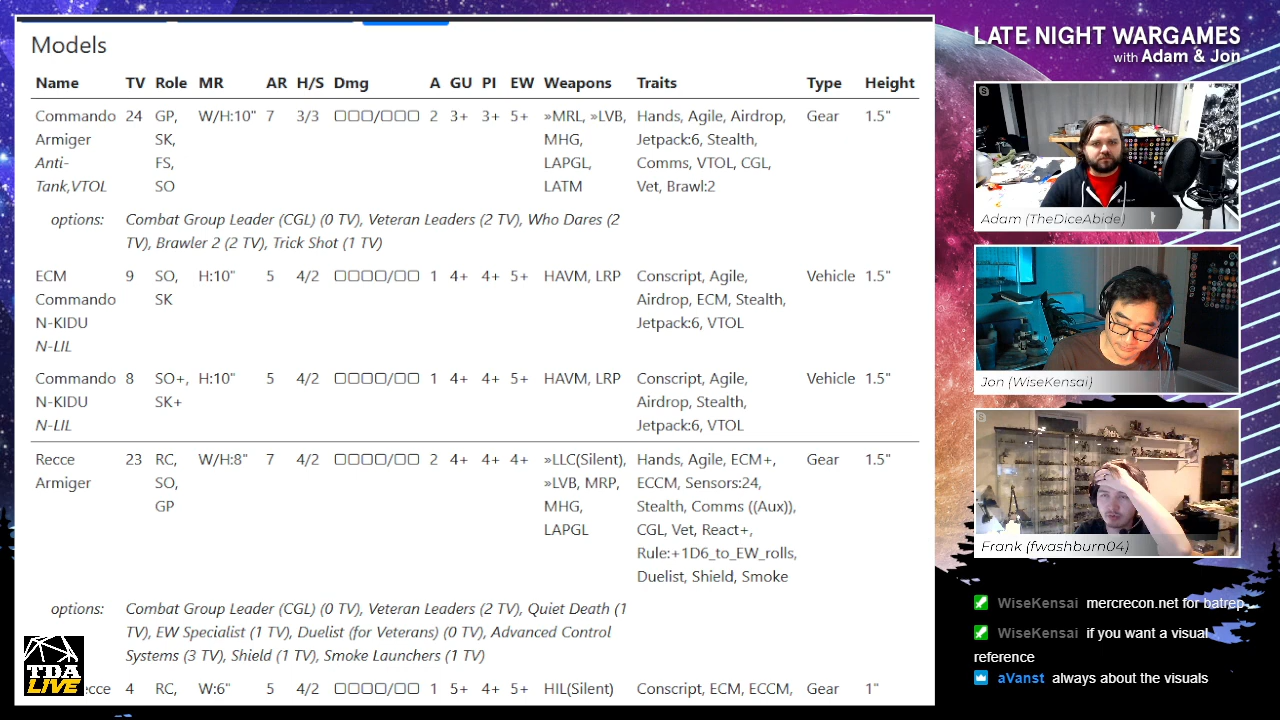 Models
Name TV Role MR AR H/S Dmg A GU PI EW Weapons Traits Type Height
Commando 24 GP, W/H:10" 7 3/3 □□□/□□□ 2 3+ 3+ 5+ »MRL, »LVB, Hands, Agile, Airdrop, Gear 1.5"
Armiger SK, MHG, Jetpack:6, Stealth,
Anti- FS, LAPGL, Comms, VTOL, CGL,
Tank,VTOL SO LATM Vet, Brawl:2
options: Combat Group Leader (CGL) (0 TV), Veteran Leaders (2 TV), Who Dares (2
TV), Brawler 2 (2 TV), Trick Shot (1 TV)
ECM 9 SO, H:10" 5 4/2 □□□□/□□ 1 4+ 4+ 5+ HAVM, LRP Conscript, Agile, Vehicle 1.5"
Commando SK Airdrop, ECM, Stealth,
N-KIDU Jetpack:6, VTOL
N-LIL
Commando 8 SO+, H:10" 5 4/2 □□□□/□□ 1 4+ 4+ 5+ HAVM, LRP Conscript, Agile, Vehicle 1.5"
N-KIDU SK+ Airdrop, Stealth,
N-LIL Jetpack:6, VTOL
Recce 23 RC, W/H:8" 7 4/2 □□□□/□□ 2 4+ 4+ 4+ »LLC(Silent), Hands, Agile, ECM+, Gear 1.5"
Armiger SO, »LVB, MRP, ECCM, Sensors:24,
GP MHG, Stealth, Comms ((Aux)),
LAPGL CGL, Vet, React+,
Rule:+1D6_to_EW_rolls,
Duelist, Shield, Smoke
options: Combat Group Leader (CGL) (0 TV), Veteran Leaders (2 TV), Quiet Death (1
TV), EW Specialist (1 TV), Duelist (for Veterans) (0 TV), Advanced Control
Systems (3 TV), Shield (1 TV), Smoke Launchers (1 TV)
4 RC, W:6" 5 4/2 □□□□/□□ 1 5+ 4+ 5+ HIL(Silent) Conscript, ECM, ECCM, Gear 1"
TDA
LIVE
LATE NIGHT WARGAMES
with Adam & Jon
Adam (TheDiceAbide)
Jon (WiseKensai)
Frank (fwashburn04)
WiseKensai mercrecon.net for batrep
WiseKensai if you want a visual
reference
aVanst always about the visuals